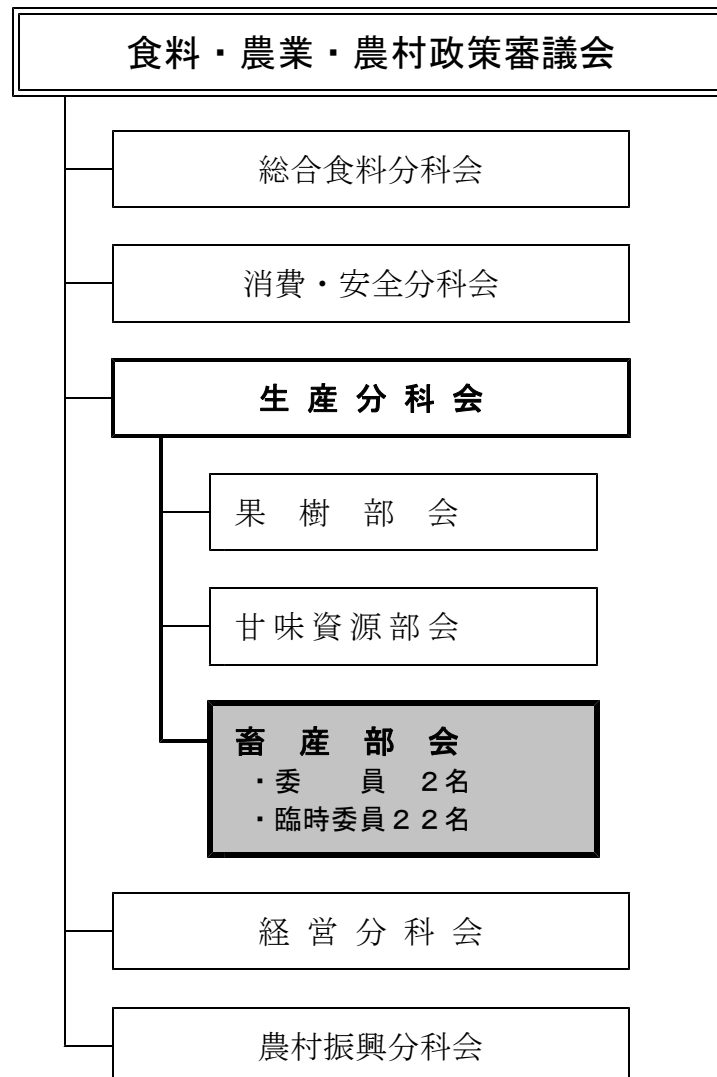 食料・農業・農村政策審議会
総合食料分科会
消費・安全分科会
生 産 分 科 会
果 樹 部 会
甘味資源部会
畜 産 部 会
・委 員 2名
・臨時委員22名
経 営 分 科 会
農村振興分科会